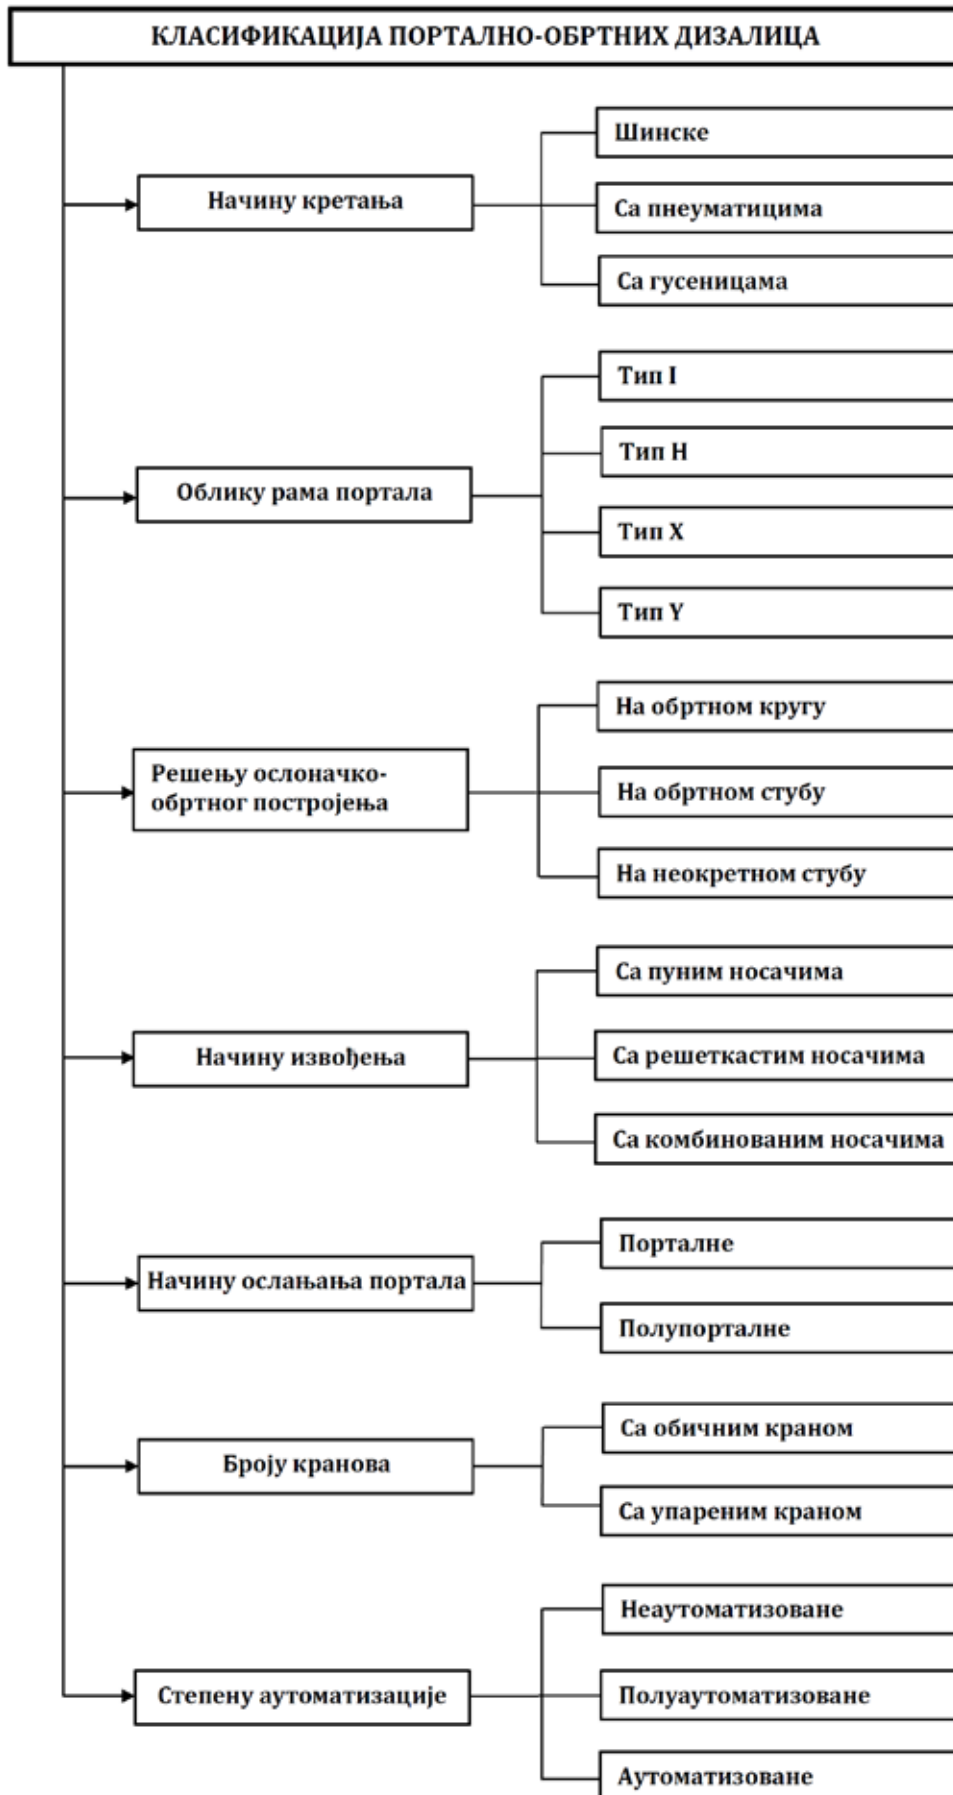 КЛАСИФИКАЦИЈА ПОРТАЛНО-ОБРТНИХ ДИЗАЛИЦА
Начину кретања
Шинске
Са пнеуматицима
Са гусеницама
Облику рама портала
Тип I
Тип H
Тип X
Тип Y
Решењу ослоначко-
обртног постројења
На обртном кругу
На обртном стубу
На неокретном стубу
Начину извођења
Са пуним носачима
Са решеткастим носачима
Са комбинованим носачима
Начину ослањања портала
Порталне
Полупорталне
Броју кранова
Са обичним краном
Са упареним краном
Степену аутоматизације
Неаутоматизоване
Полуаутоматизоване
Аутоматизоване